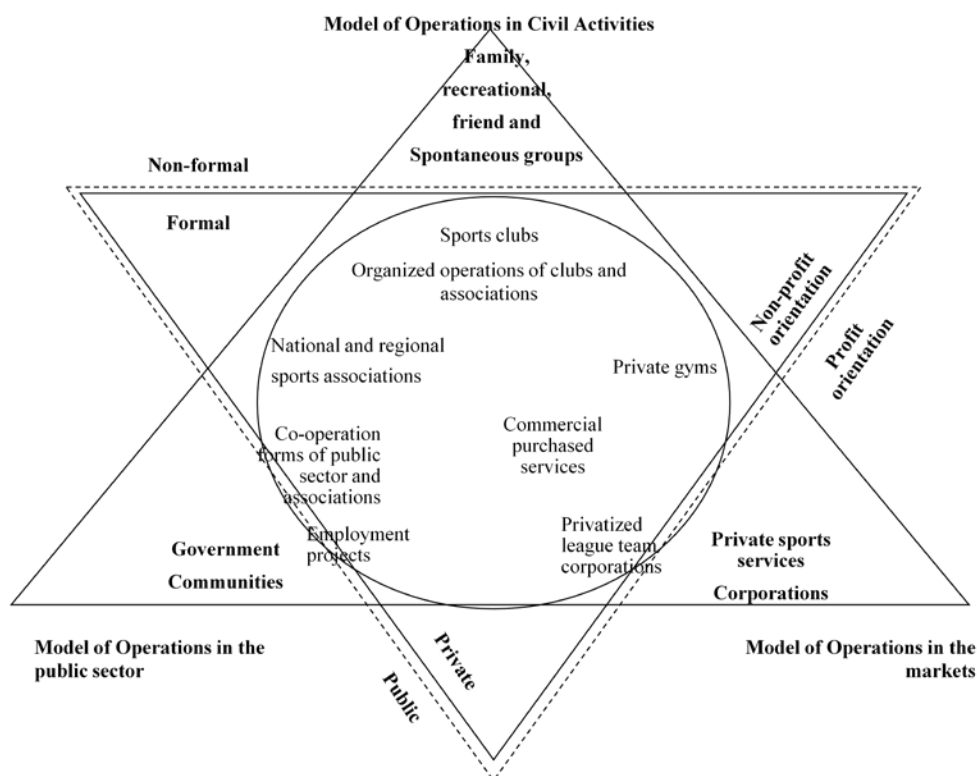 Model of Operations in Civil Activities
Family,
recreational,
friend and
Spontaneous groups
Non-formal
Formal
Sports clubs
Organized operations of clubs and
associations
Non-profit
orientation
Profit
orientation
National and regional
sports associations
Private gyms
Co-operation
forms of public
sector and
associations
Commercial
purchased
services
Employment
projects
Privatized
league team
corporations
Government
Communities
Private sports
services
Corporations
Model of Operations in the
public sector
Private
Public
Model of Operations in the
markets